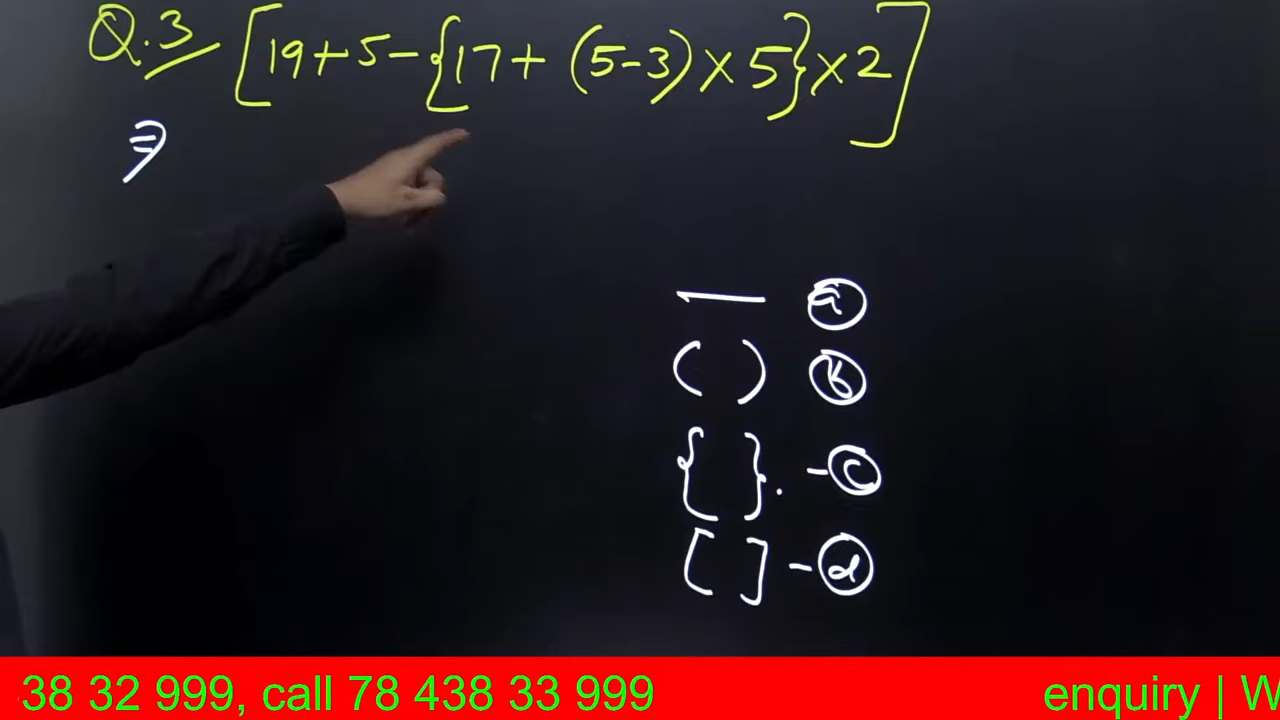 Q.3 [19+5-{17+(5-3)×5}×2]
⇒
— a
( ) b
{ }. - c
[ ] - d
38 32 999, call 78 438 33 999 enquiry | W